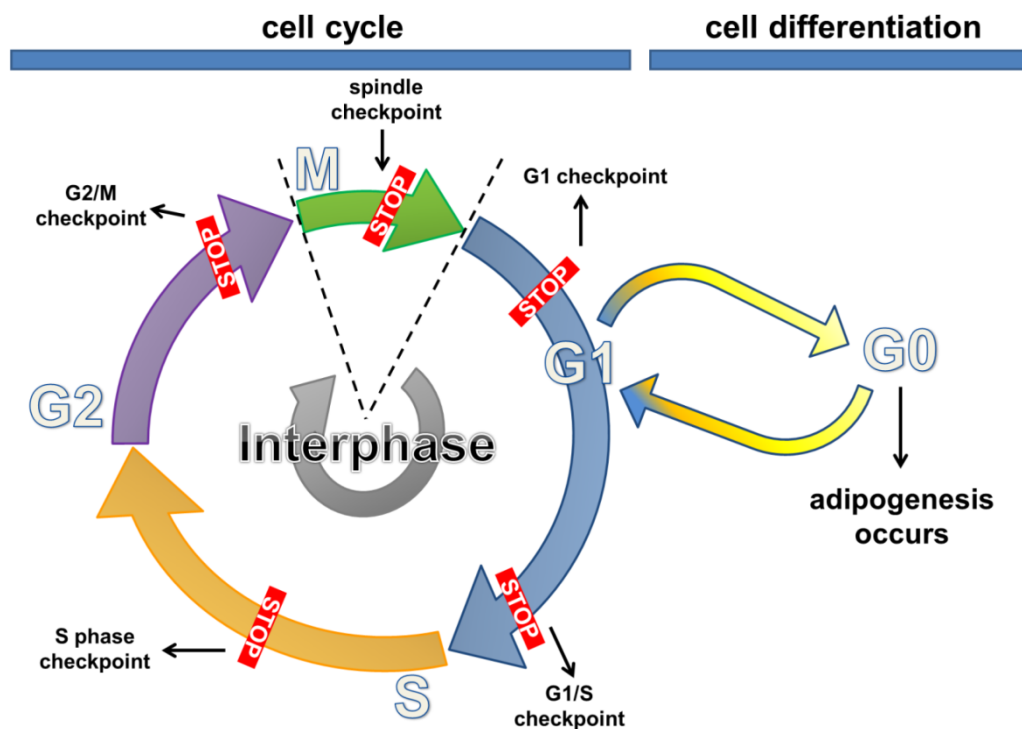 cell cycle
cell differentiation
spindle
checkpoint
M
STOP
G1 checkpoint
G2/M
checkpoint
STOP
STOP
G1
G0
G2
Interphase
adipogenesis
occurs
STOP
STOP
S phase
checkpoint
S
G1/S
checkpoint